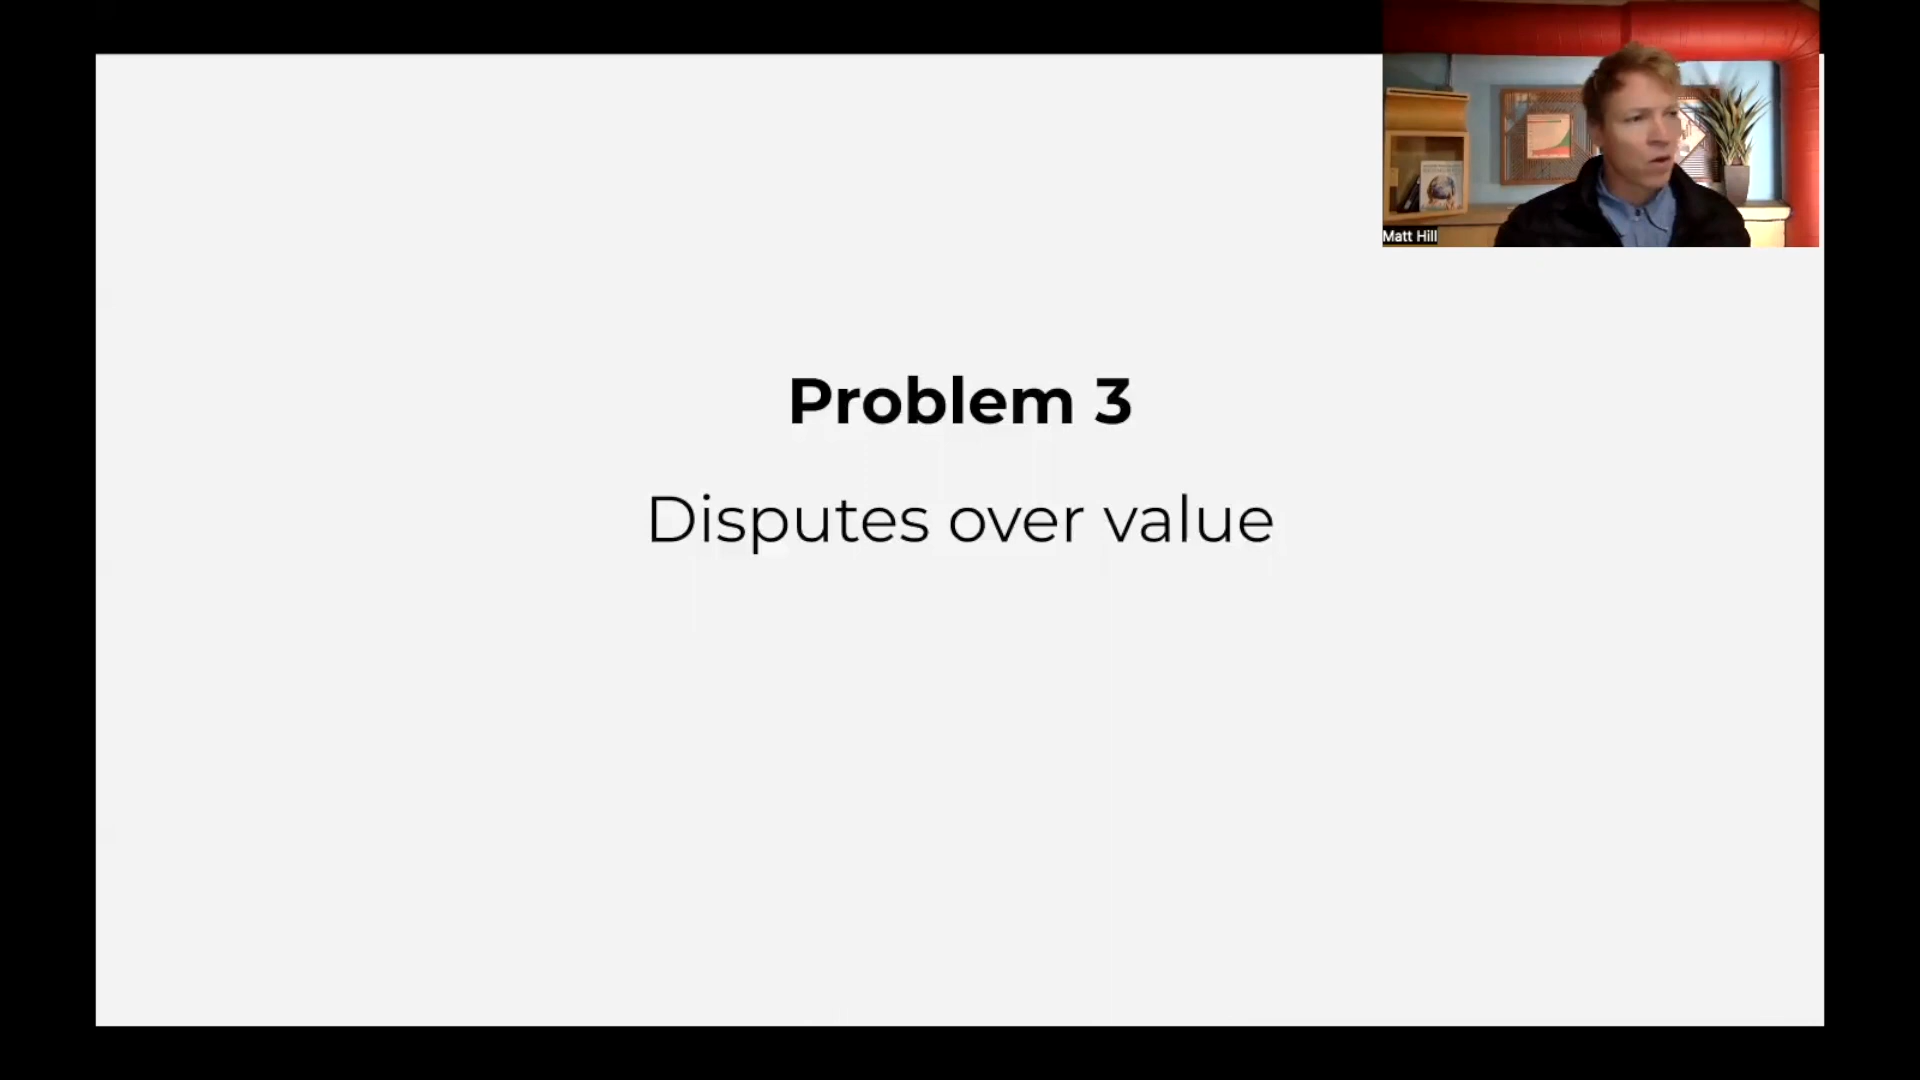 Problem 3
Disputes over value
Matt Hill